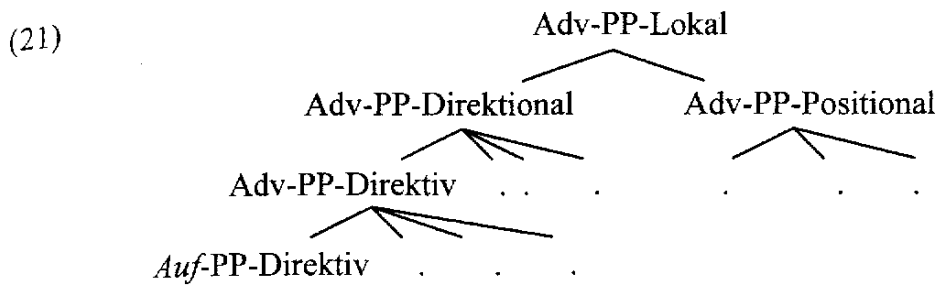 (21)
Adv-PP-Lokal
Adv-PP-Direktional Adv-PP-Positional
Adv-PP-Direktiv . . . . . .
Auf-PP-Direktiv . . .